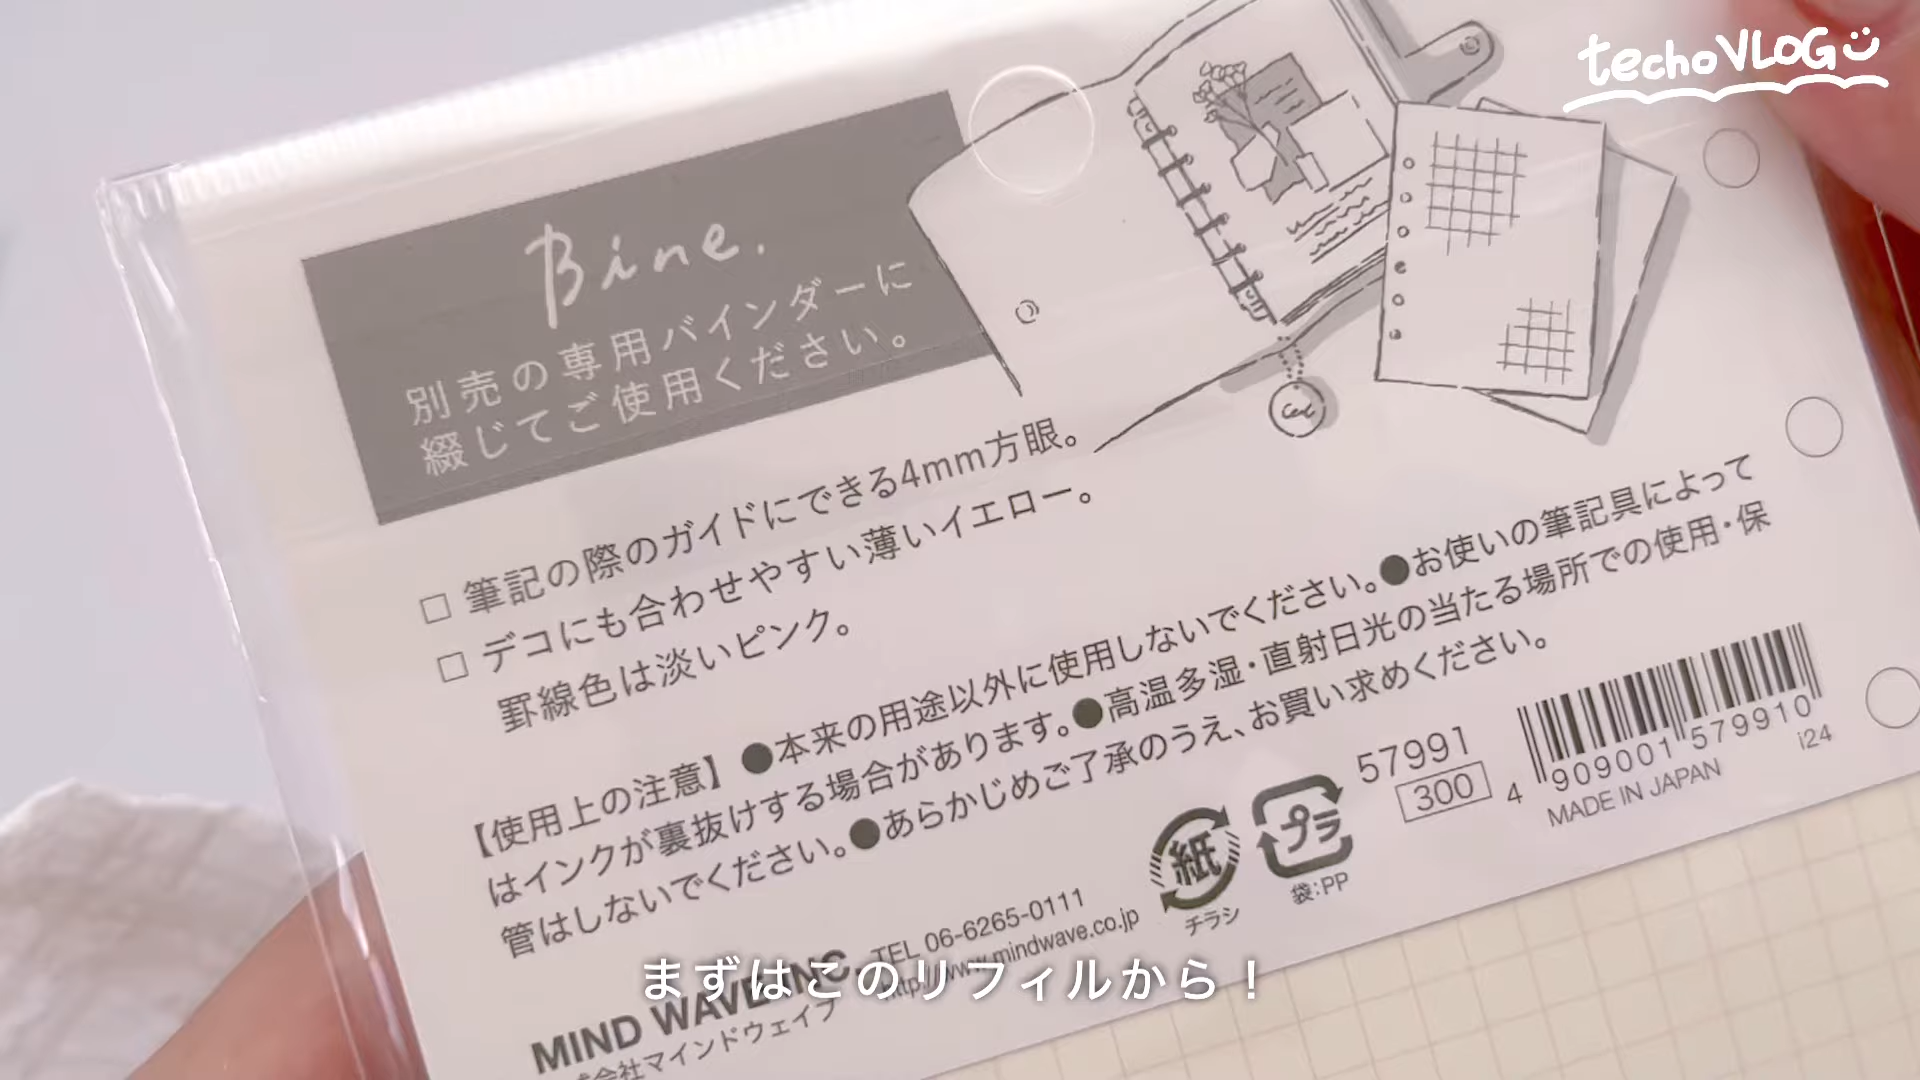 techo VLOG
Bine.
別売の専用バインダーに
綴じてご使用ください。
□ 筆記の際のガイドにできる4mm方眼。
□ デコにも合わせやすい薄いイエロー。
罫線色は淡いピンク。
【使用上の注意】●本来の用途以外に使用しないでください。●お使いの筆記具によって
はインクが裏抜けする場合があります。●高温多湿・直射日光の当たる場所での使用・保
管はしないでください。●あらかじめご了承のうえ、お買い求めください。
57991
300
4 909001 579910
i24
MADE IN JAPAN
紙
チラシ
プラ
袋:PP
MIND WAVE INC. TEL 06-6265-0111
http://www.mindwave.co.jp
式会社マインドウェイブ
まずはこのリフィルから！